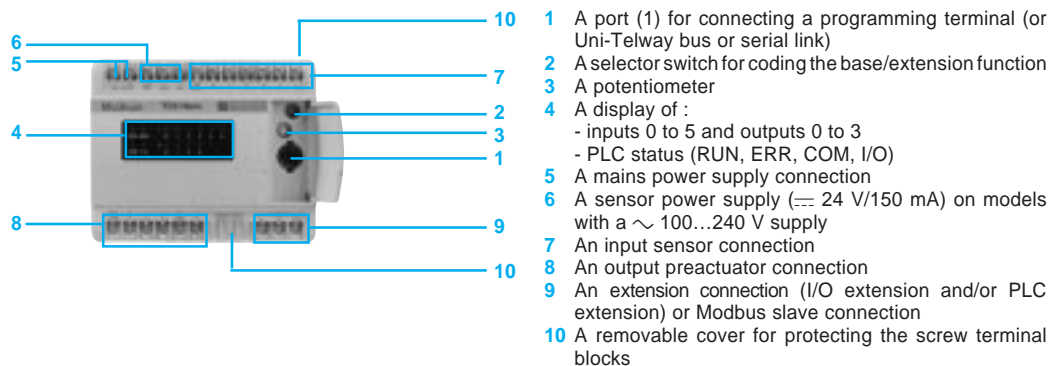 10
6
5
7
2
4
3
1
8
9
10
1 A port (1) for connecting a programming terminal (or
Uni-Telway bus or serial link)
2 A selector switch for coding the base/extension function
3 A potentiometer
4 A display of :
- inputs 0 to 5 and outputs 0 to 3
- PLC status (RUN, ERR, COM, I/O)
5 A mains power supply connection
6 A sensor power supply (⎓ 24 V/150 mA) on models
with a ∼ 100…240 V supply
7 An input sensor connection
8 An output preactuator connection
9 An extension connection (I/O extension and/or PLC
extension) or Modbus slave connection
10 A removable cover for protecting the screw terminal
blocks